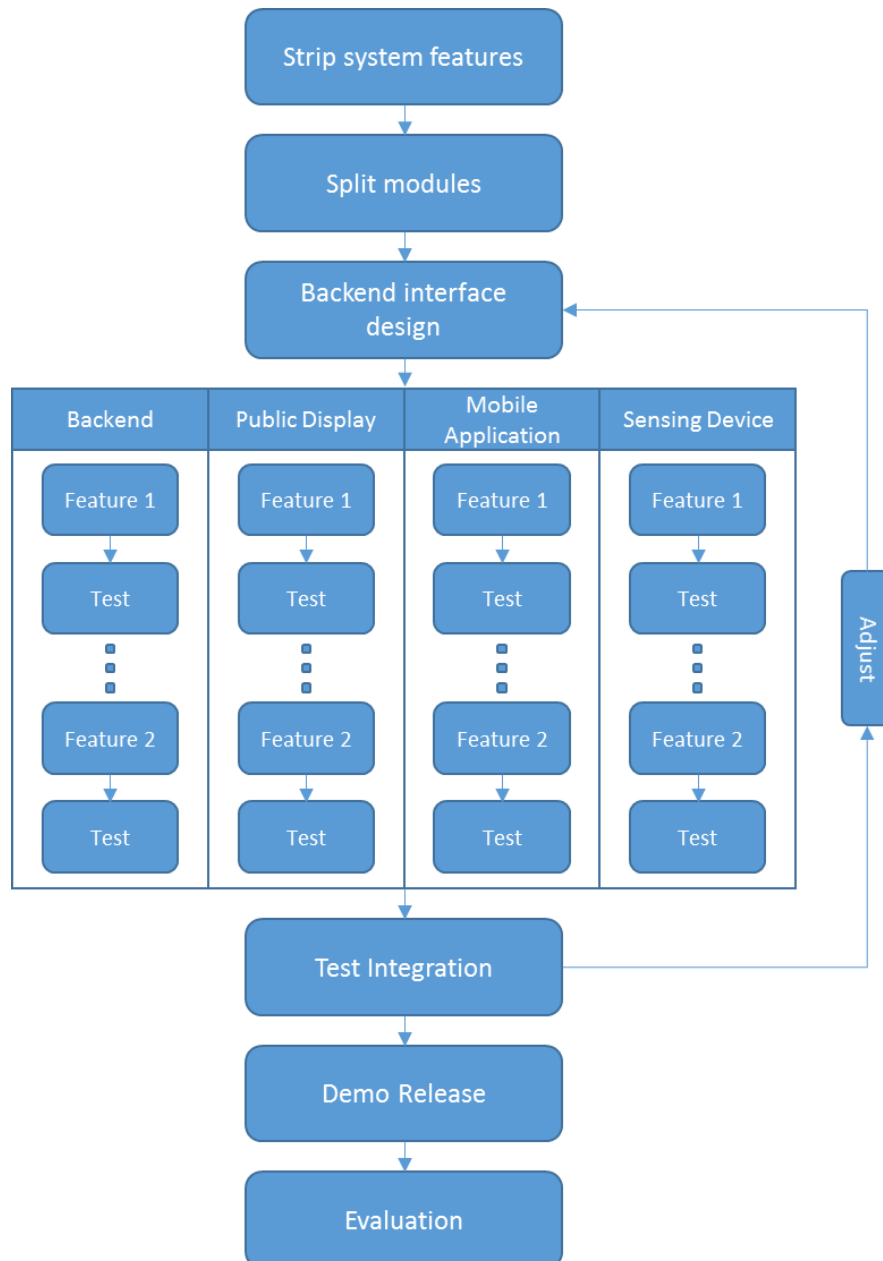 Strip system features
Split modules
Backend interface
design
Backend
Public Display
Mobile
Application
Sensing Device
Feature 1
Feature 1
Feature 1
Feature 1
Test
Test
Test
Test
Adjust
Feature 2
Feature 2
Feature 2
Feature 2
Test
Test
Test
Test
Test Integration
Demo Release
Evaluation